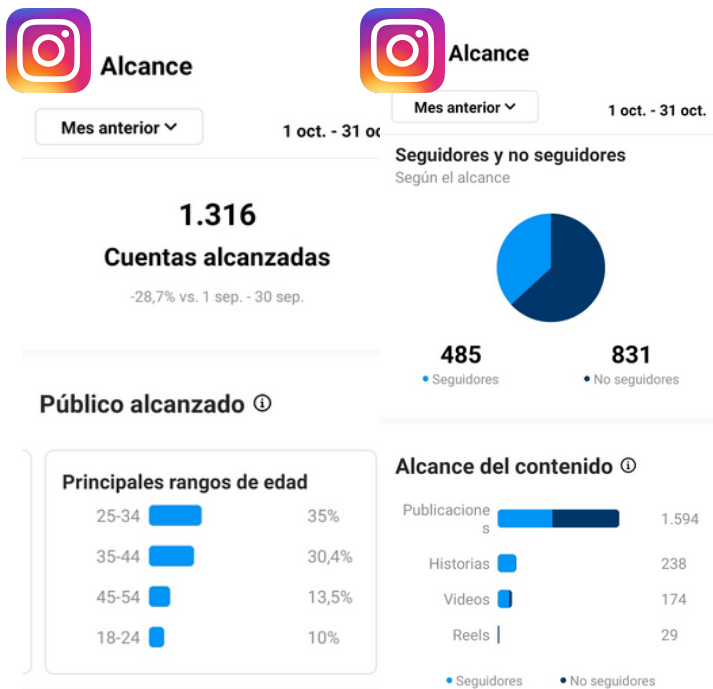 Alcance
Mes anterior
1 oct. - 31 oc
1.316
Cuentas alcanzadas
-28,7% vs. 1 sep. - 30 sep.
Público alcanzado
Principales rangos de edad
25-34 35%
35-44 30,4%
45-54 13,5%
18-24 10%
Alcance
Mes anterior
1 oct. - 31 oct.
Seguidores y no seguidores
Según el alcance
485 831
Seguidores No seguidores
Alcance del contenido
Publicacione
s
1.594
Historias 238
Videos 174
Reels 29
Seguidores No seguidores